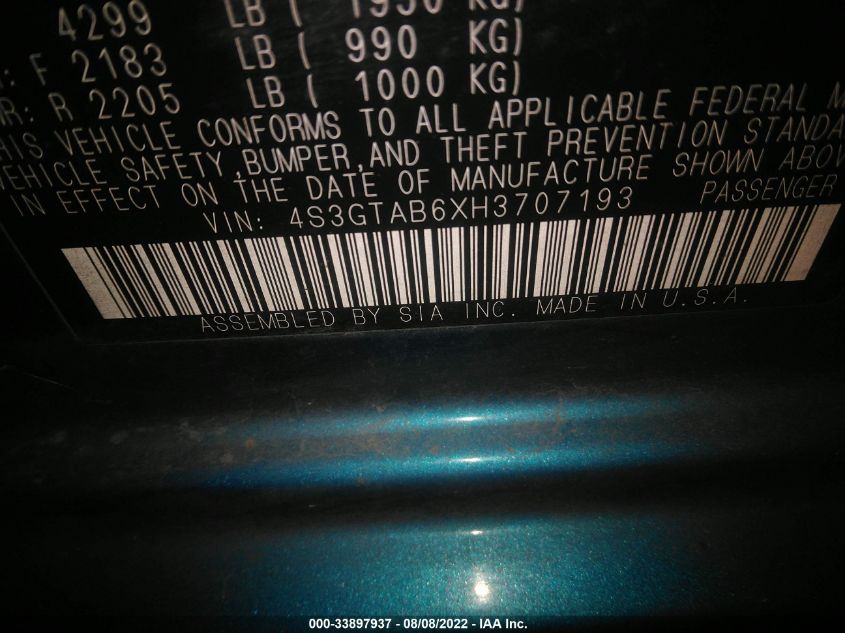 4299 LB ( 1950 KG)
: F 2183 LB ( 990 KG)
R: R 2205 LB ( 1000 KG)
HIS VEHICLE CONFORMS TO ALL APPLICABLE FEDERAL M
VEHICLE SAFETY,BUMPER,AND THEFT PREVENTION STANDA
IN EFFECT ON THE DATE OF MANUFACTURE SHOWN ABOV
VIN: 4S3GTAB6XH3707193 PASSENGER
ASSEMBLED BY SIA INC. MADE IN U.S.A.
000-33897937 - 08/08/2022 - IAA Inc.